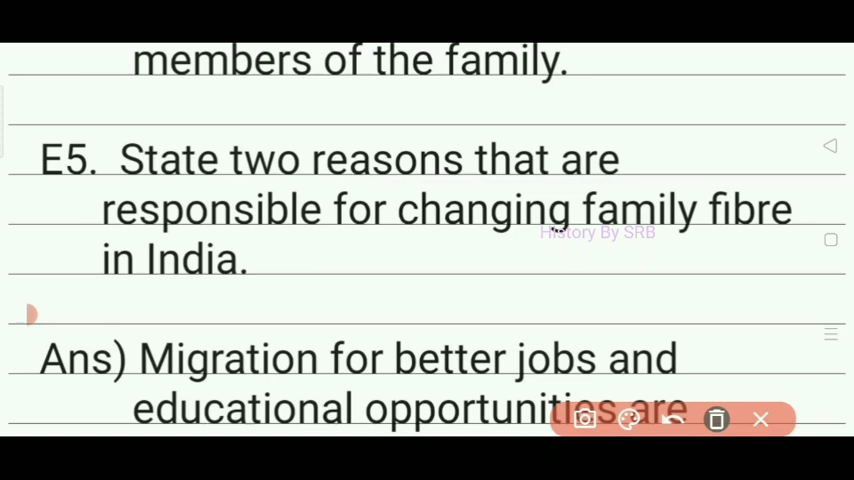 members of the family.
E5. State two reasons that are
responsible for changing family fibre
History By SRB
in India.
Ans) Migration for better jobs and
educational opportunities are